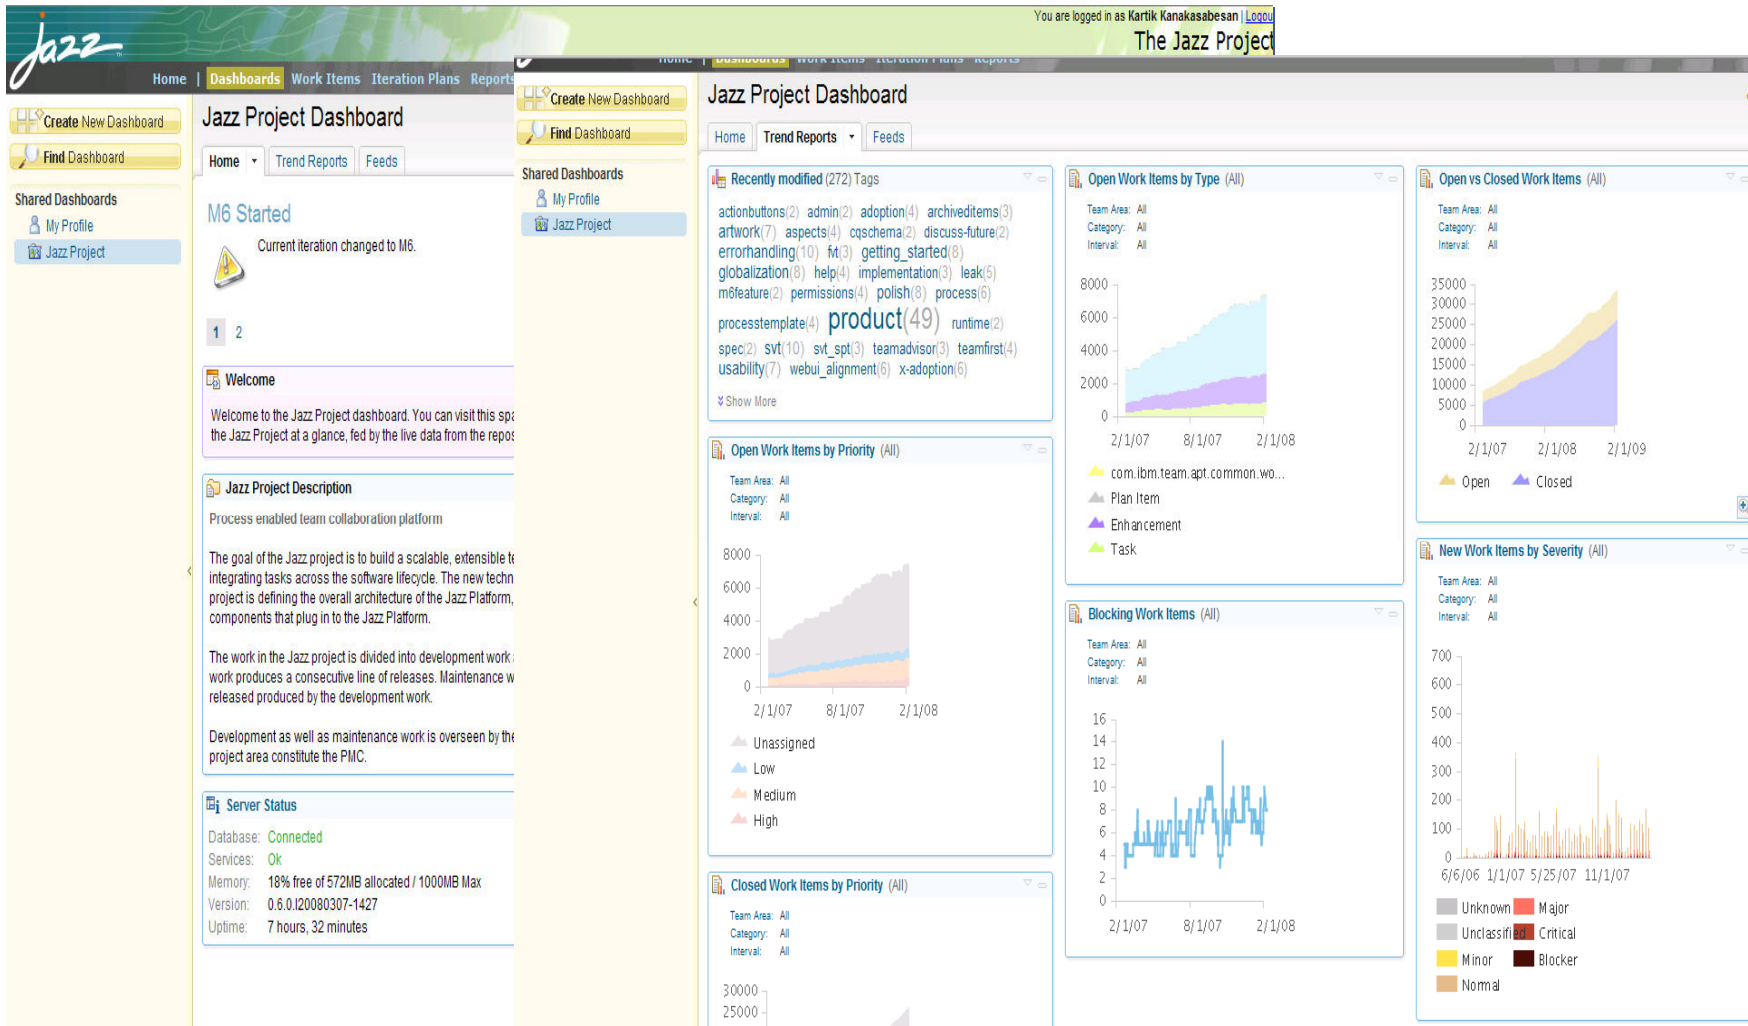 jazz
You are logged in as Kartik Kanakasabesan | Logou
The Jazz Project
Home | Dashboards Work Items Iteration Plans Reports
Create New Dashboard
Find Dashboard
Shared Dashboards
My Profile
Jazz Project
Jazz Project Dashboard
Home Trend Reports Feeds
M6 Started
Current iteration changed to M6.
1 2
Welcome
Welcome to the Jazz Project dashboard. You can visit this spa
the Jazz Project at a glance, fed by the live data from the repos
Jazz Project Description
Process enabled team collaboration platform
The goal of the Jazz project is to build a scalable, extensible te
integrating tasks across the software lifecycle. The new techn
project is defining the overall architecture of the Jazz Platform,
components that plug in to the Jazz Platform.
The work in the Jazz project is divided into development work
work produces a consecutive line of releases. Maintenance w
released produced by the development work.
Development as well as maintenance work is overseen by the
project area constitute the PMC.
Server Status
Database: Connected
Services: Ok
Memory: 18% free of 572MB allocated / 1000MB Max
Version: 0.6.0.I20080307-1427
Uptime: 7 hours, 32 minutes
Home | Dashboards Work Items Iteration Plans Reports
Create New Dashboard
Find Dashboard
Shared Dashboards
My Profile
Jazz Project
Jazz Project Dashboard
Home Trend Reports Feeds
Recently modified (272) Tags
actionbuttons(2) admin(2) adoption(4) archiveditems(3)
artwork(7) aspects(4) cqschema(2) discuss-future(2)
errorhandling(10) fvt(3) getting_started(8)
globalization(8) help(4) implementation(3) leak(5)
m6feature(2) permissions(4) polish(8) process(6)
processtemplate(4) product(49) runtime(2)
spec(2) svt(10) svt_spt(3) teamadvisor(3) teamfirst(4)
usability(7) webui_alignment(6) x-adoption(6)
Show More
Open Work Items by Priority (All)
Team Area: All
Category: All
Interval: All
8000
6000
4000
2000
0
2/1/07 8/1/07 2/1/08
Unassigned
Low
Medium
High
Closed Work Items by Priority (All)
Team Area: All
Category: All
Interval: All
30000
25000
Open Work Items by Type (All)
Team Area: All
Category: All
Interval: All
8000
6000
4000
2000
0
2/1/07 8/1/07 2/1/08
com.ibm.team.apt.common.wo...
Plan Item
Enhancement
Task
Blocking Work Items (All)
Team Area: All
Category: All
Interval: All
16
14
12
10
8
6
4
2
0
2/1/07 8/1/07 2/1/08
Open vs Closed Work Items (All)
Team Area: All
Category: All
Interval: All
35000
30000
25000
20000
15000
10000
5000
0
2/1/07 2/1/08 2/1/09
Open Closed
New Work Items by Severity (All)
Team Area: All
Category: All
Interval: All
700
600
500
400
300
200
100
0
6/6/06 1/1/07 5/25/07 11/1/07
Unknown Major
Unclassified Critical
Minor Blocker
Normal